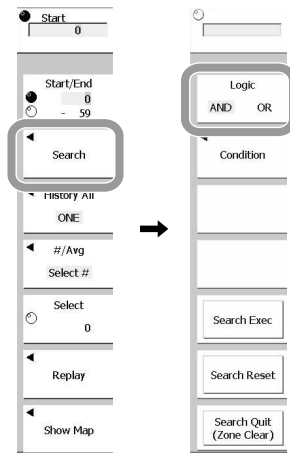 Start
0
Start/End
0
- 59
Search
History All
ONE
#/Avg
Select #
Select
0
Replay
Show Map
Logic
AND OR
Condition
Search Exec
Search Reset
Search Quit
(Zone Clear)